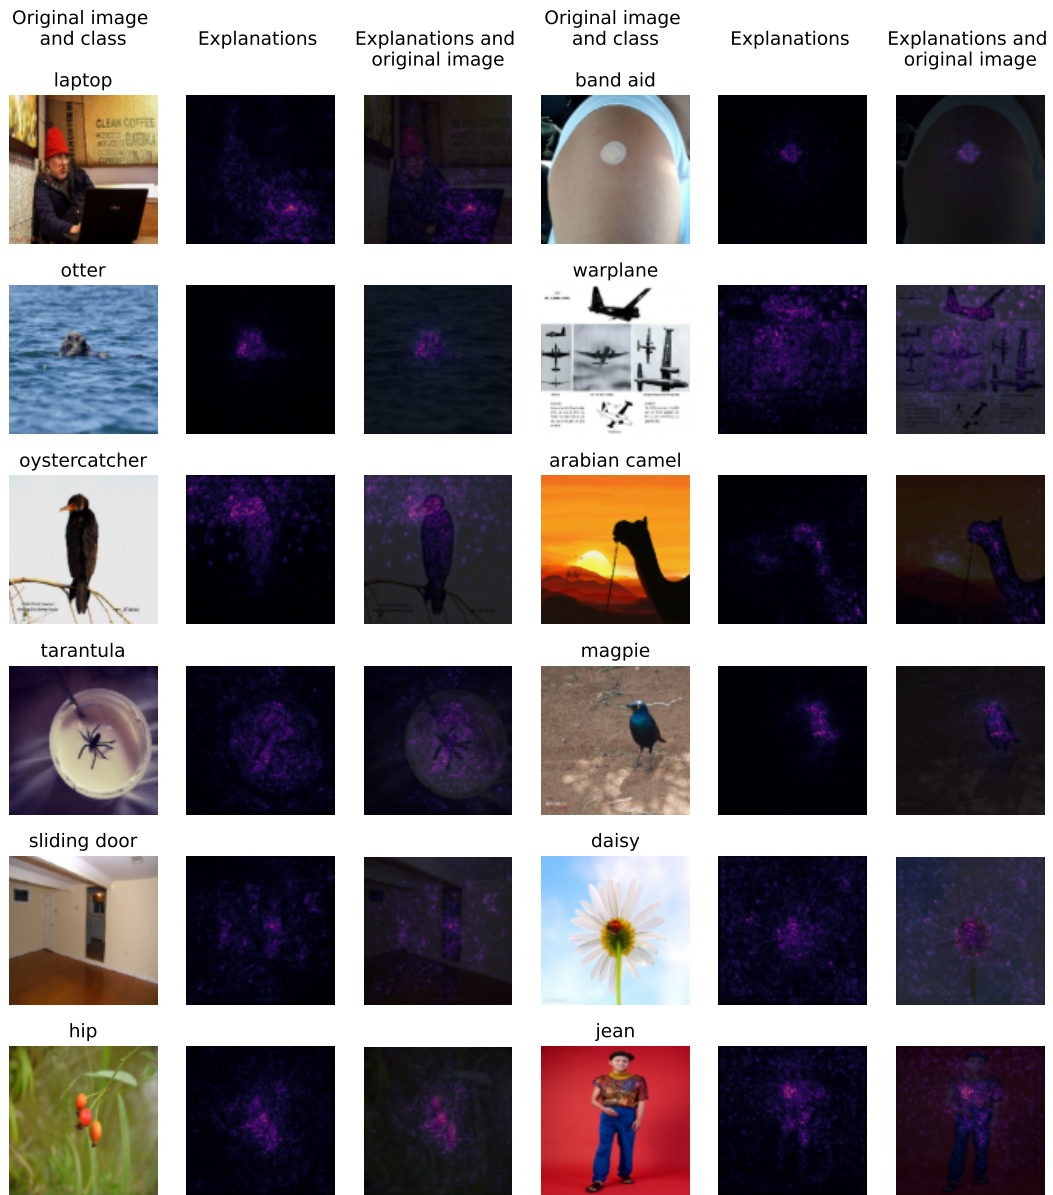 Original image
and class
Explanations
Explanations and
original image
Original image
and class
Explanations
Explanations and
original image
laptop
band aid
CLEAN COFFEE
otter
warplane
oystercatcher
arabian camel
tarantula
magpie
sliding door
daisy
hip
jean